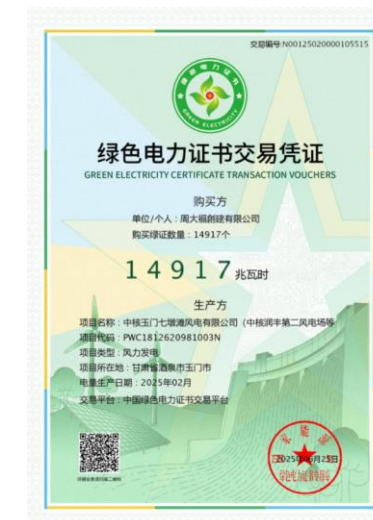 交易编号:N00125020000105515
绿色电力证书
GREEN ELECTRICITY
绿色电力证书交易凭证
GREEN ELECTRICITY CERTIFICATE TRANSACTION VOUCHERS
购买方
单位/个人：周大福创建有限公司
购买绿证数量：14917个
14917兆瓦时
生产方
项目名称：中核玉门七墩滩风电有限公司（中核润丰第二风电场等
项目代码：PWC1812620981003N
项目类型：风力发电
项目所在地：甘肃省酒泉市玉门市
电量生产日期：2025年02月
交易平台：中国绿色电力证书交易平台
2025年06月25日